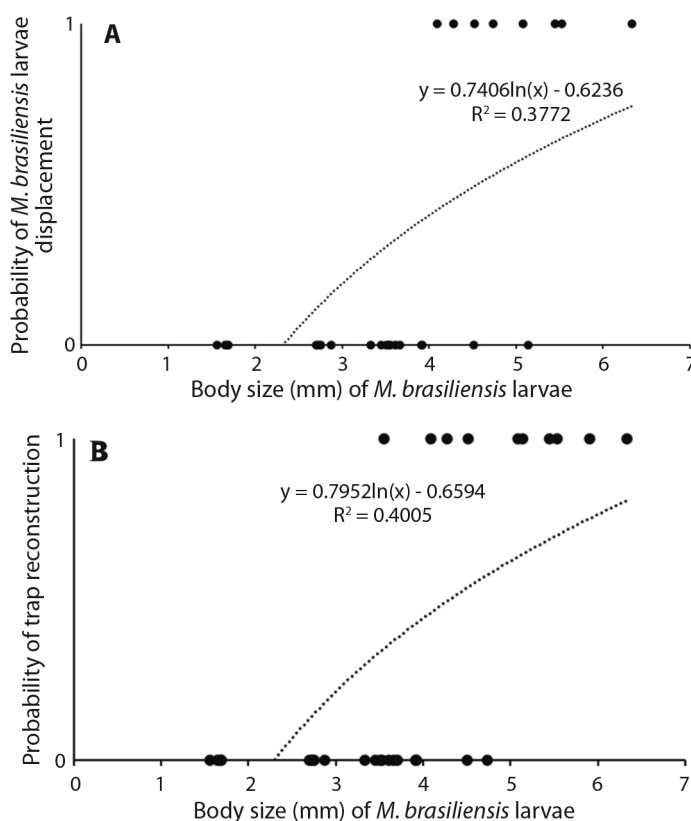 A
1
0
Probability of M. brasiliensis larvae
displacement
y = 0.7406ln(x) - 0.6236
R² = 0.3772
0 1 2 3 4 5 6 7
Body size (mm) of M. brasiliensis larvae
B
1
0
Probability of trap reconstruction
y = 0.7952ln(x) - 0.6594
R² = 0.4005
0 1 2 3 4 5 6 7
Body size (mm) of M. brasiliensis larvae